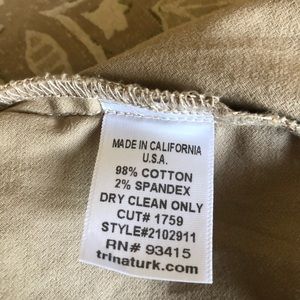 MADE IN CALIFORNIA
U.S.A.
98% COTTON
2% SPANDEX
DRY CLEAN ONLY
CUT# 1759
STYLE#2102911
RN# 93415
trinaturk.com